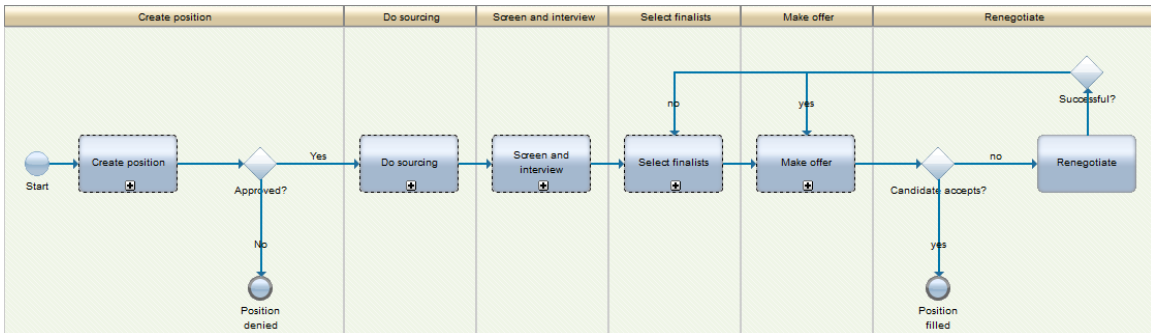 Create position
Do sourcing
Screen and interview
Select finalists
Make offer
Renegotiate
Successful?
no
yes
Start
Create position
Approved?
Yes
Do sourcing
Screen and
interview
Select finalists
Make offer
Candidate accepts?
no
Renegotiate
No
yes
Position
denied
Position
filled